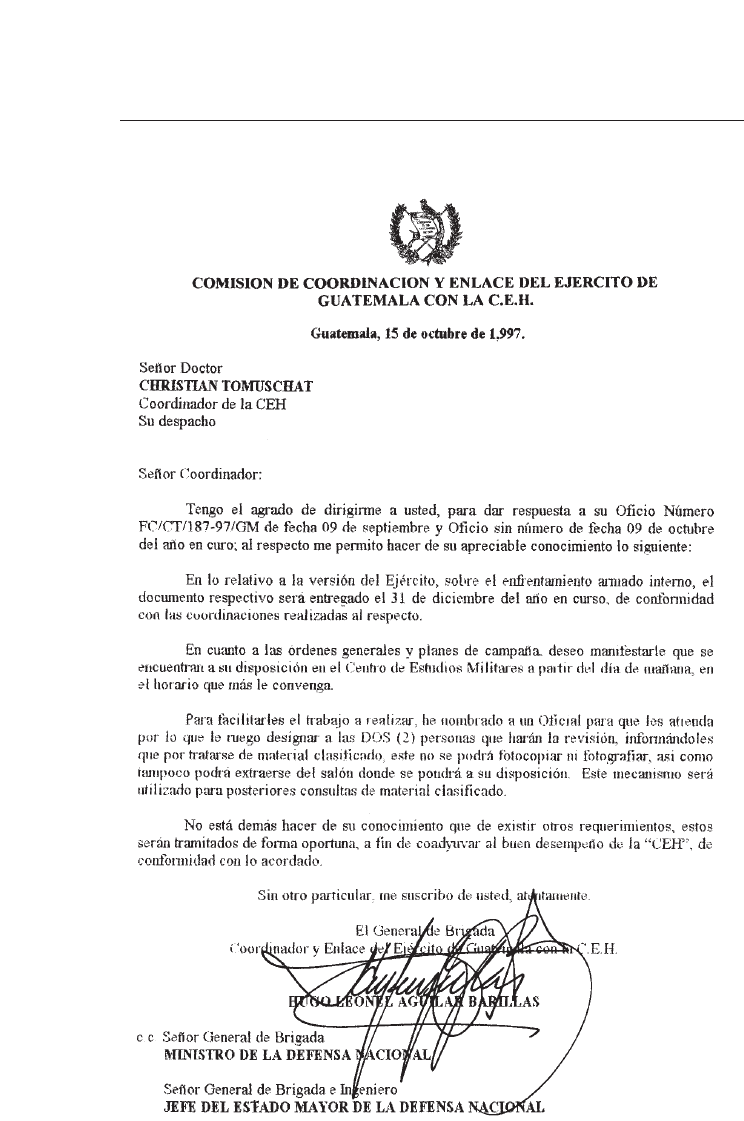 COMISION DE COORDINACION Y ENLACE DEL EJERCITO DE
GUATEMALA CON LA C.E.H.
Guatemala, 15 de octubre de 1,997.
Señor Doctor
CHRISTIAN TOMUSCHAT
Coordinador de la CEH
Su despacho
Señor Coordinador:
Tengo el agrado de dirigirme a usted, para dar respuesta a su Oficio Número
FC/CT/187-97/GM de fecha 09 de septiembre y Oficio sin número de fecha 09 de octubre
del año en curo; al respecto me permito hacer de su apreciable conocimiento lo siguiente:
En lo relativo a la versión del Ejército, sobre el enfrentamiento armado interno, el
documento respectivo será entregado el 31 de diciembre del año en curso, de conformidad
con las coordinaciones realizadas al respecto.
En cuanto a las órdenes generales y planes de campaña, deseo manifestarle que se
encuentran a su disposición en el Centro de Estudios Militares a partir del día de mañana, en
el horario que más le convenga.
Para facilitarles el trabajo a realizar, he nombrado a un Oficial para que les atienda
por lo que le ruego designar a las DOS (2) personas que harán la revisión, informándoles
que por tratarse de material clasificado, este no se podrá fotocopiar ni fotografiar, asi como
tampoco podrá extraerse del salón donde se pondrá a su disposición. Este mecanismo será
utilizado para posteriores consultas de material clasificado.
No está demás hacer de su conocimiento que de existir otros requerimientos, estos
serán tramitados de forma oportuna, a fin de coadyuvar al buen desempeño de la “CEH”, de
conformidad con lo acordado.
Sin otro particular, me suscribo de usted, atentamente.
El General de Brigada
Coordinador y Enlace del Ejército de Guatemala con la C.E.H.
HUGO LEONEL AGUILAR BARILLAS
c.c. Señor General de Brigada
MINISTRO DE LA DEFENSA NACIONAL
Señor General de Brigada e Ingeniero
JEFE DEL ESTADO MAYOR DE LA DEFENSA NACIONAL